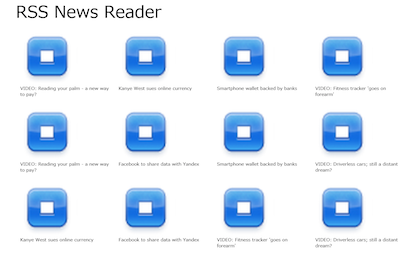 RSS News Reader
VIDEO: Reading your palm - a new way
to pay?
Kanye West sues online currency
Smartphone wallet backed by banks
VIDEO: Fitness tracker 'goes on
forearm'
VIDEO: Reading your palm - a new way
to pay?
Facebook to share data with Yandex
Smartphone wallet backed by banks
VIDEO: Driverless cars; still a distant
dream?
Kanye West sues online currency
Facebook to share data with Yandex
VIDEO: Fitness tracker 'goes on
forearm'
VIDEO: Driverless cars; still a distant
dream?